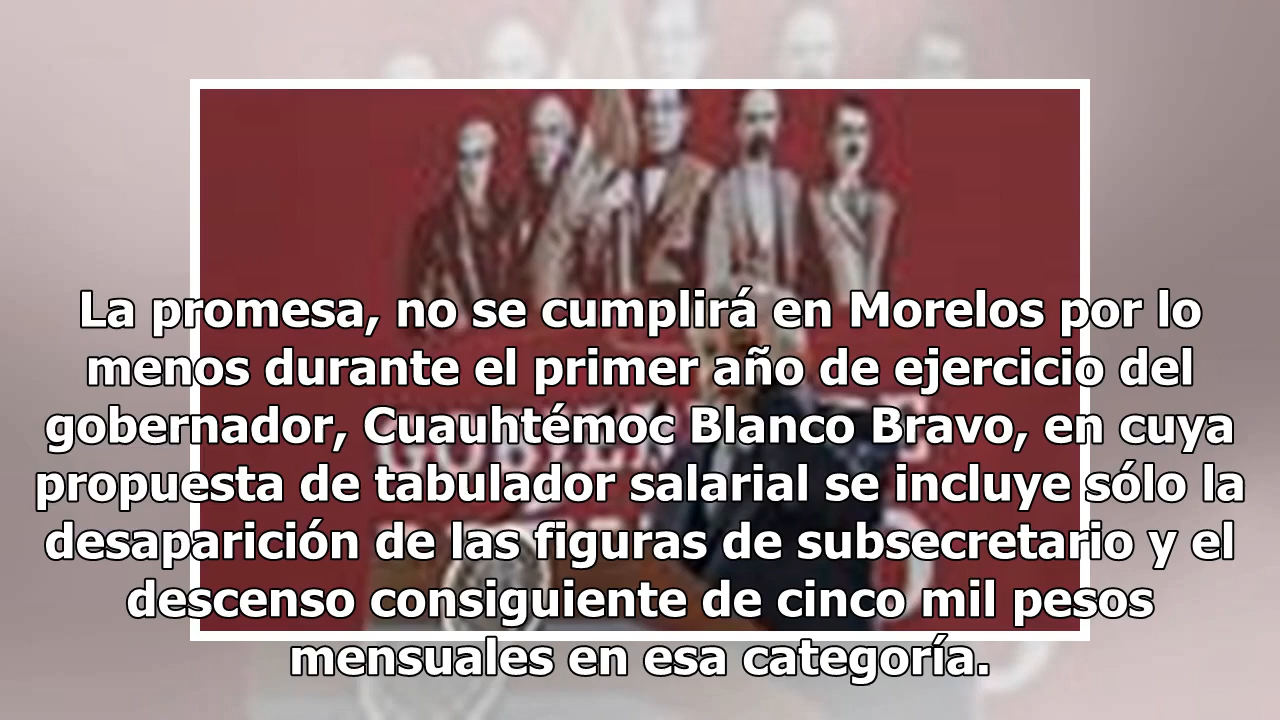 La promesa, no se cumplirá en Morelos por lo
menos durante el primer año de ejercicio del
gobernador, Cuauhtémoc Blanco Bravo, en cuya
propuesta de tabulador salarial se incluye sólo la
desaparición de las figuras de subsecretario y el
descenso consiguiente de cinco mil pesos
mensuales en esa categoría.